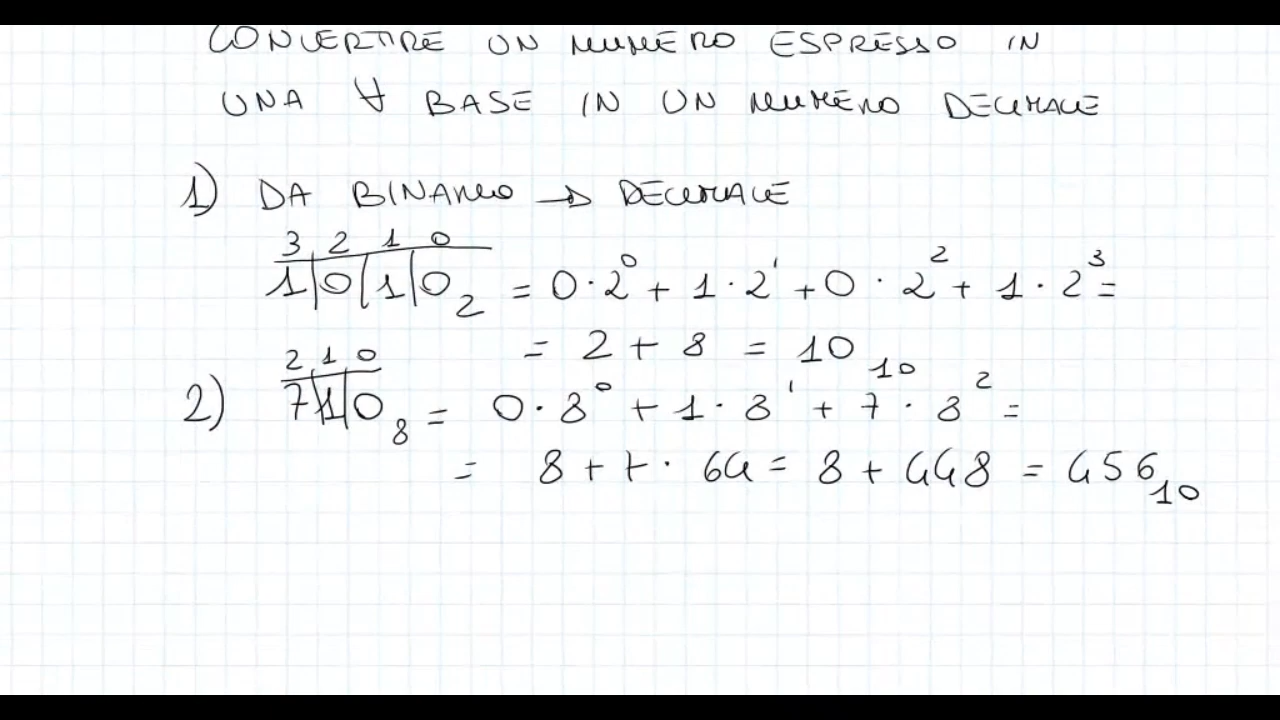 CONVERTIRE UN NUMERO ESPRESSO IN
UNA ∀ BASE IN UN NUMERO DECIMALE
1) DA BINARIO → DECIMALE
3 2 1 0
1|0|1|0₂ = 0·2⁰ + 1·2¹ + 0·2² + 1·2³ =
= 2 + 8 = 10₁₀
2 1 0
2) 7|1|0₈ = 0·8⁰ + 1·8¹ + 7·8² =
= 8 + 7·64 = 8 + 448 = 456₁₀